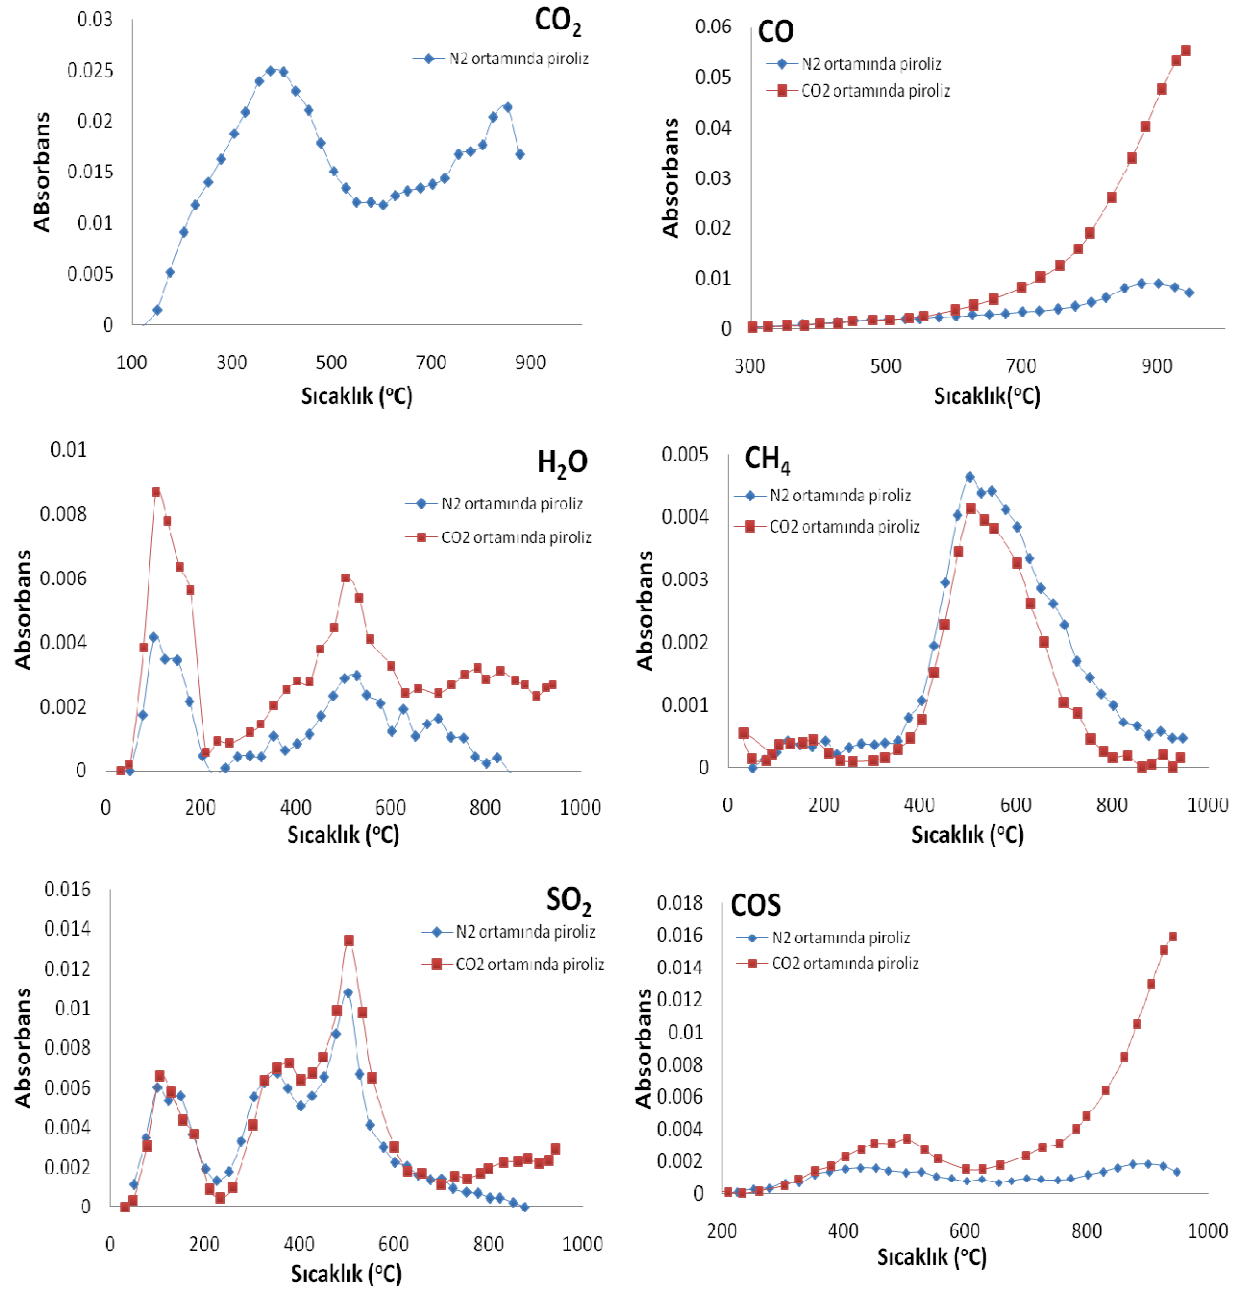 CO2
N2 ortamında piroliz
0.03
0.025
0.02
0.015
0.01
0.005
0
ABsorbans
100 300 500 700 900
Sıcaklık (°C)
CO
N2 ortamında piroliz
CO2 ortamında piroliz
0.06
0.05
0.04
0.03
0.02
0.01
0
Absorbans
300 500 700 900
Sıcaklık(°C)
H2O
N2 ortamında piroliz
CO2 ortamında piroliz
0.01
0.008
0.006
0.004
0.002
0
Absorbans
0 200 400 600 800 1000
Sıcaklık (°C)
CH4
N2 ortamında piroliz
CO2 ortamında piroliz
0.005
0.004
0.003
0.002
0.001
0
Absorbans
0 200 400 600 800 1000
Sıcaklık (°C)
SO2
N2 ortamında piroliz
CO2 ortamında piroliz
0.016
0.014
0.012
0.01
0.008
0.006
0.004
0.002
0
Absorbans
0 200 400 600 800 1000
Sıcaklık (°C)
COS
N2 ortamında piroliz
CO2 ortamında piroliz
0.018
0.016
0.014
0.012
0.01
0.008
0.006
0.004
0.002
0
Absorbans
200 400 600 800 1000
Sıcaklık (°C)